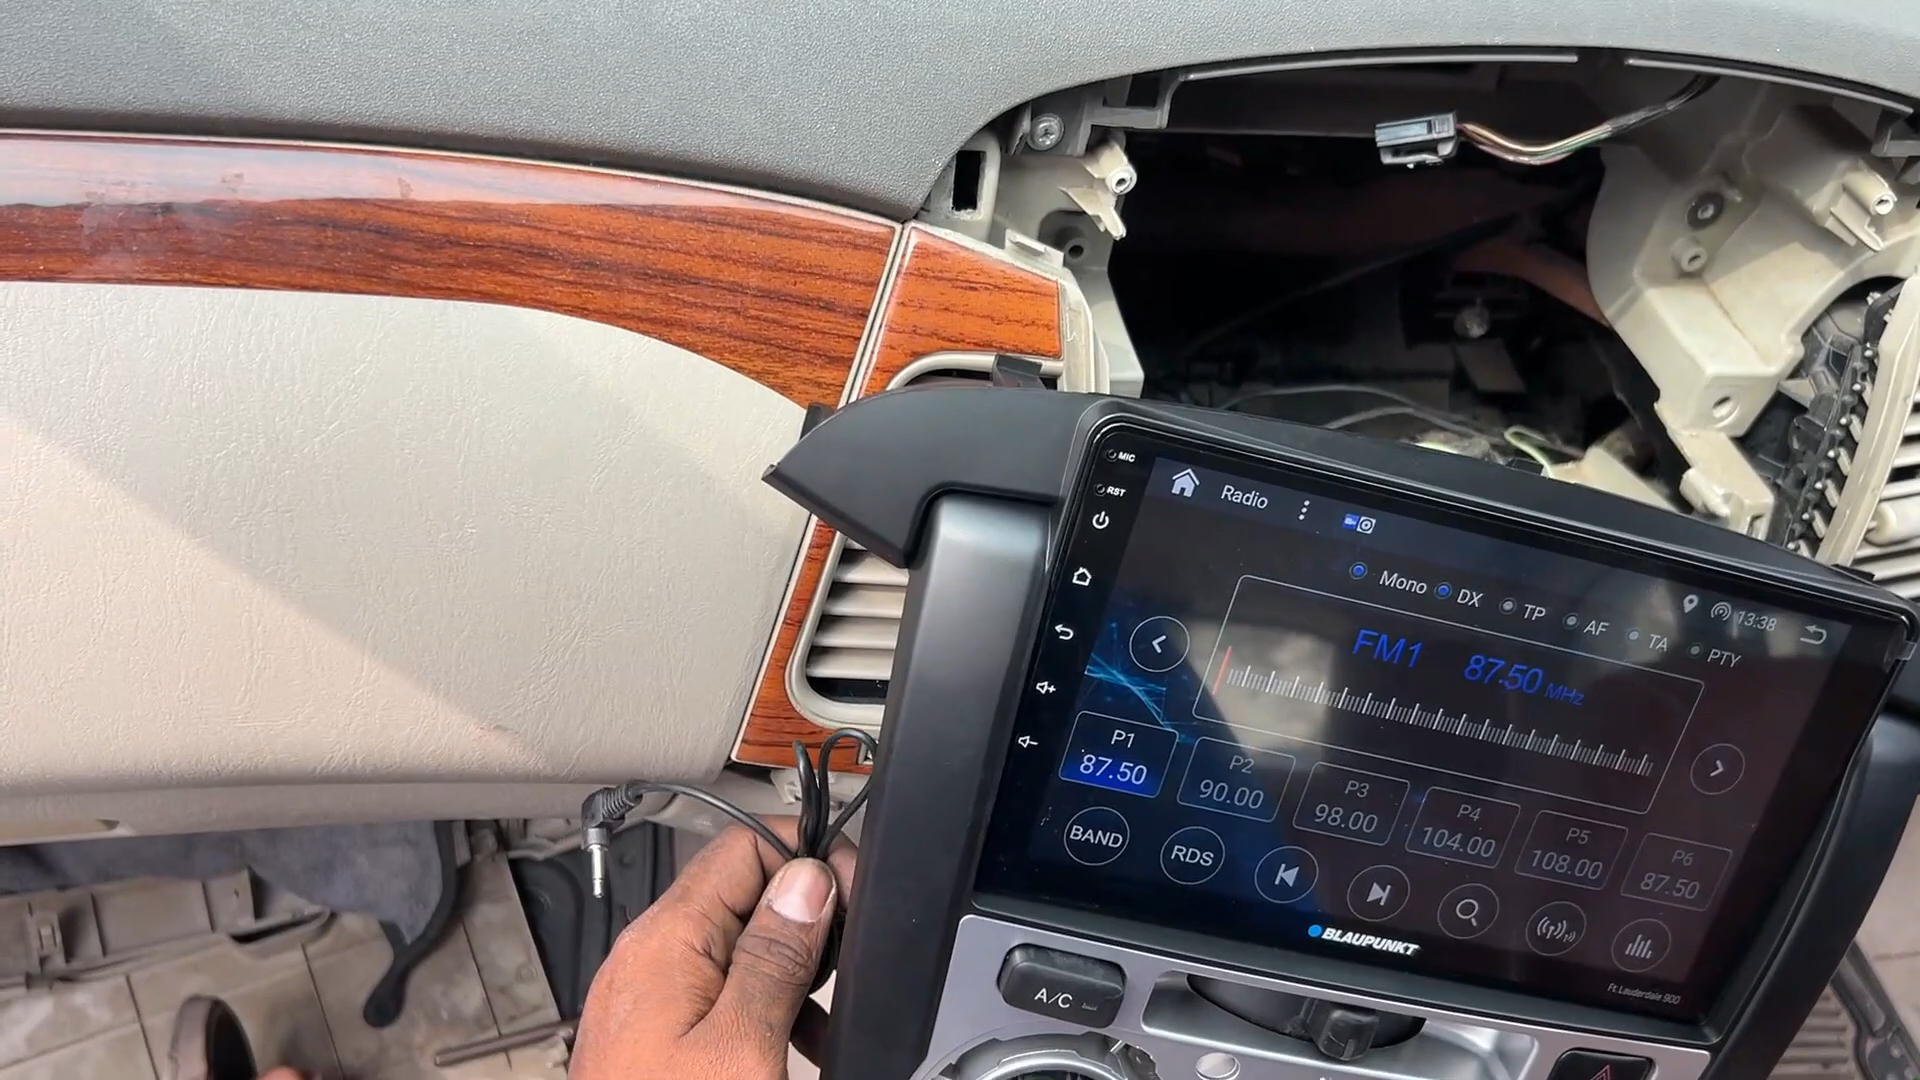 MIC
RST
Radio
13:38
Mono DX TP AF TA PTY
FM1 87.50 MHz
P1
87.50
P2
90.00
P3
98.00
P4
104.00
P5
108.00
P6
87.50
BAND
RDS
BLAUPUNKT
Ft. Lauderdale 900
A/C